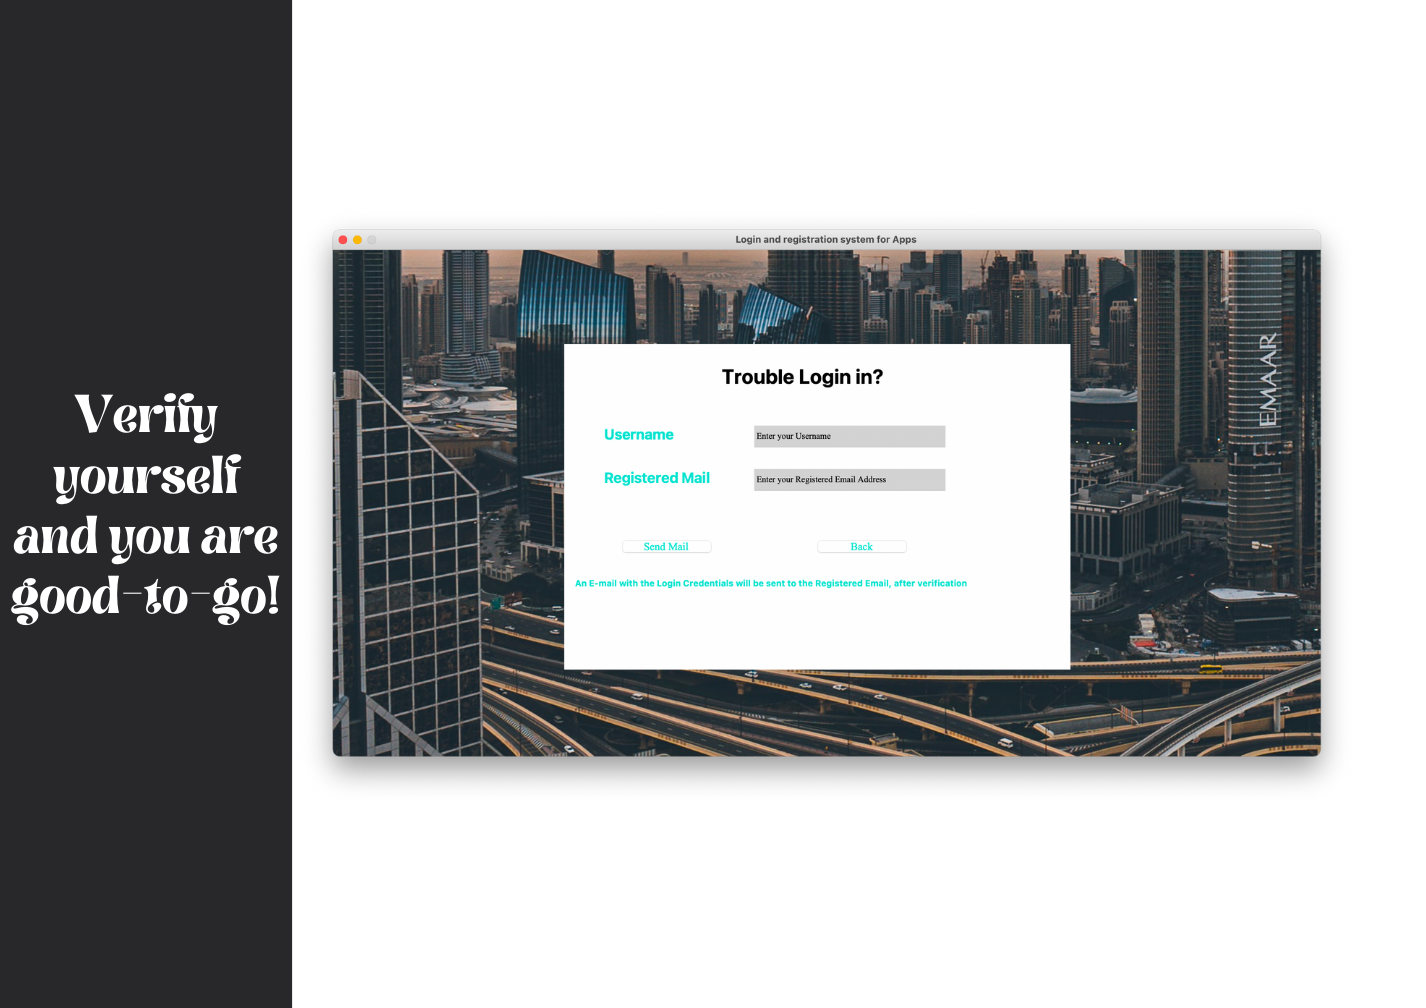 Verify
yourself
and you are
good-to-go!
Login and registration system for Apps
EMAAR
Trouble Login in?
Username
Enter your Username
Registered Mail
Enter your Registered Email Address
Send Mail
Back
An E-mail with the Login Credentials will be sent to the Registered Email, after verification